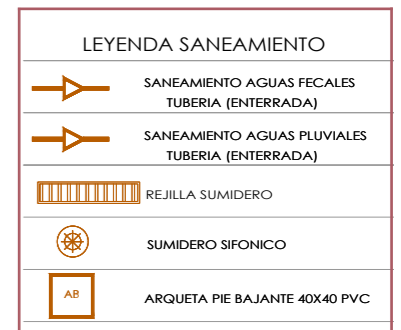 LEYENDA SANEAMIENTO
SANEAMIENTO AGUAS FECALES
TUBERIA (ENTERRADA)
SANEAMIENTO AGUAS PLUVIALES
TUBERIA (ENTERRADA)
REJILLA SUMIDERO
SUMIDERO SIFONICO
AB
ARQUETA PIE BAJANTE 40X40 PVC